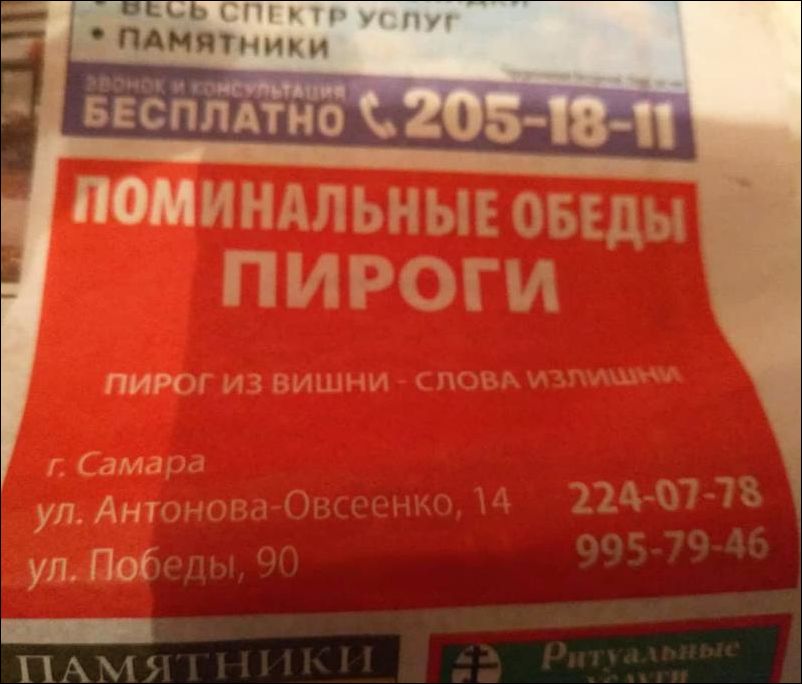 • ВЕСЬ СПЕКТР УСЛУГ
• ПАМЯТНИКИ
ЗВОНОК И КОНСУЛЬТАЦИЯ
БЕСПЛАТНО 205-18-11
ПОМИНАЛЬНЫЕ ОБЕДЫ
ПИРОГИ
ПИРОГ ИЗ ВИШНИ - СЛОВА ИЗЛИШНИ
г. Самара
ул. Антонова-Овсеенко, 14 224-07-78
ул. Победы, 90 995-79-46
ПАМЯТНИКИ
Ритуальные
услуги